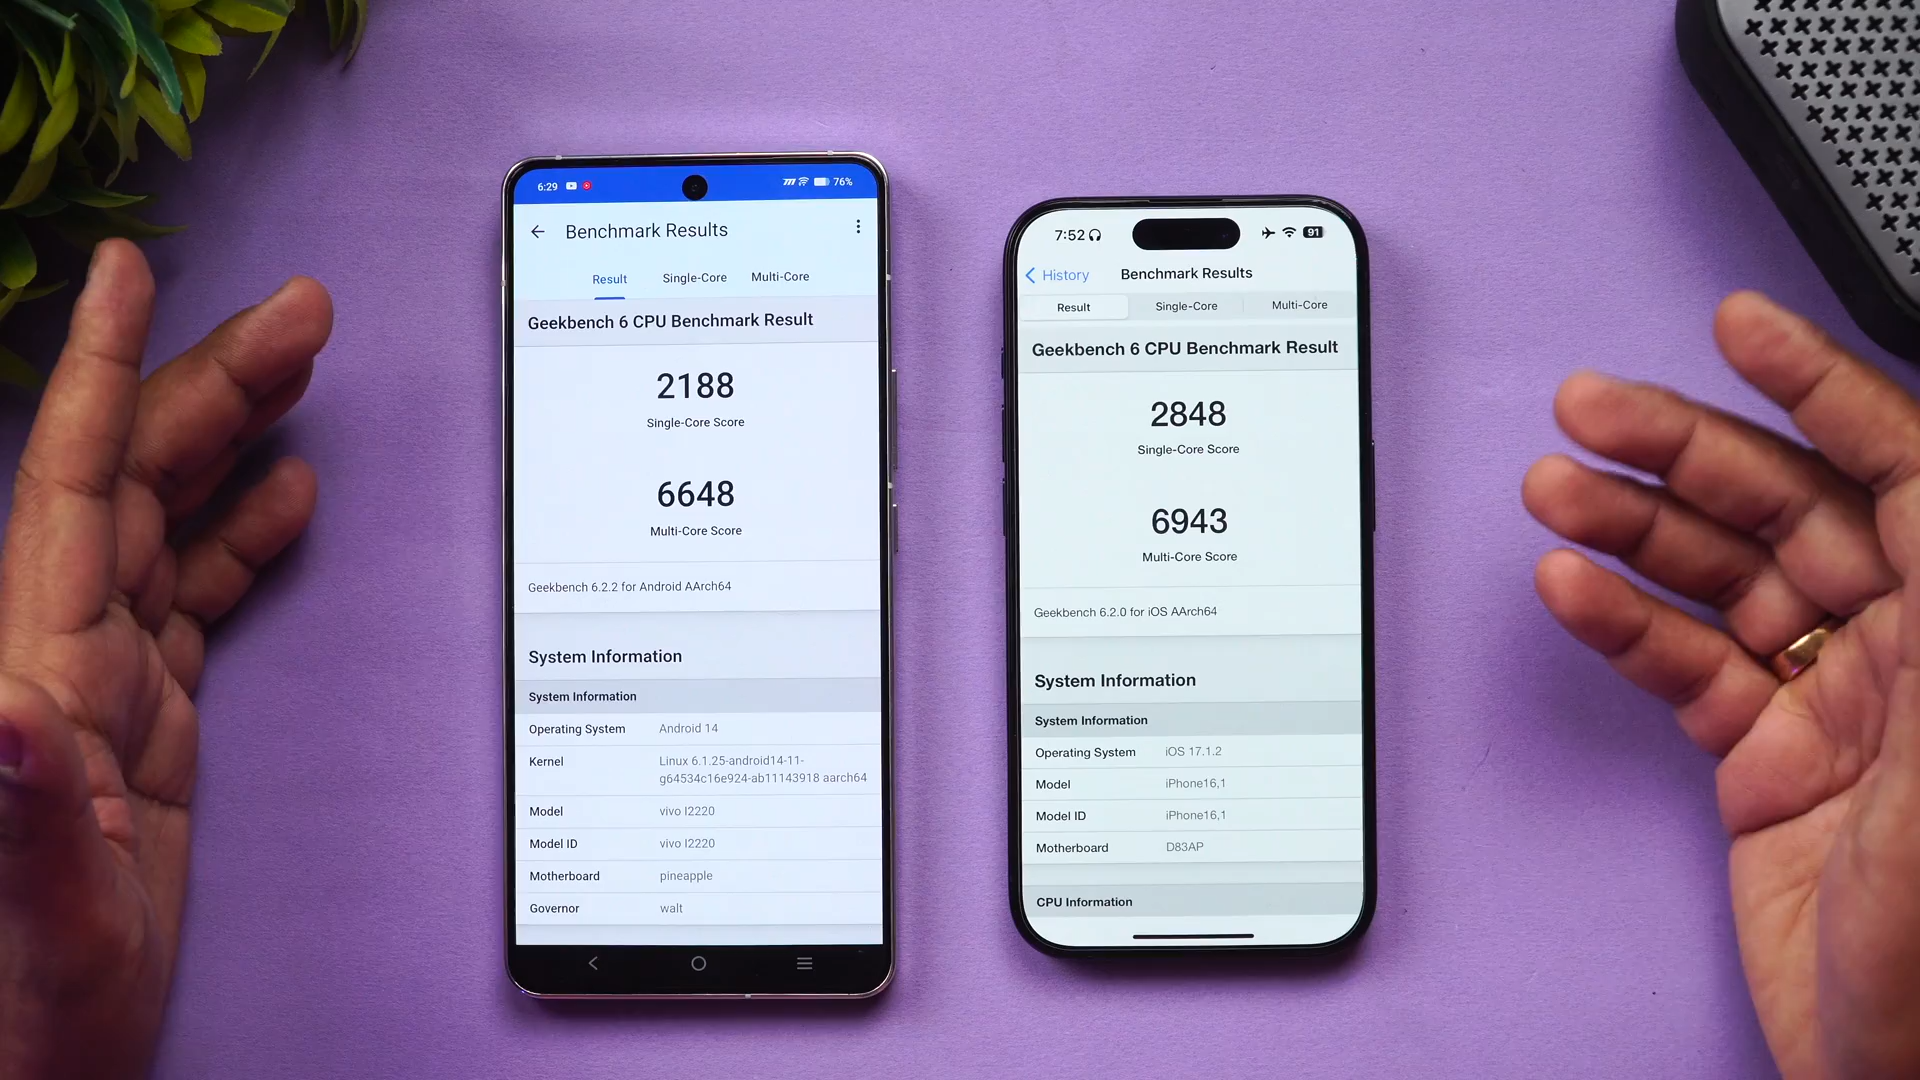 6:29
76%
Benchmark Results
Result Single-Core Multi-Core
Geekbench 6 CPU Benchmark Result
2188
Single-Core Score
6648
Multi-Core Score
Geekbench 6.2.2 for Android AArch64
System Information
System Information
Operating System Android 14
Kernel Linux 6.1.25-android14-11-
g64534c16e924-ab11143918 aarch64
Model vivo I2220
Model ID vivo I2220
Motherboard pineapple
Governor walt
7:52
91
History Benchmark Results
Result Single-Core Multi-Core
Geekbench 6 CPU Benchmark Result
2848
Single-Core Score
6943
Multi-Core Score
Geekbench 6.2.0 for iOS AArch64
System Information
System Information
Operating System iOS 17.1.2
Model iPhone16,1
Model ID iPhone16,1
Motherboard D83AP
CPU Information